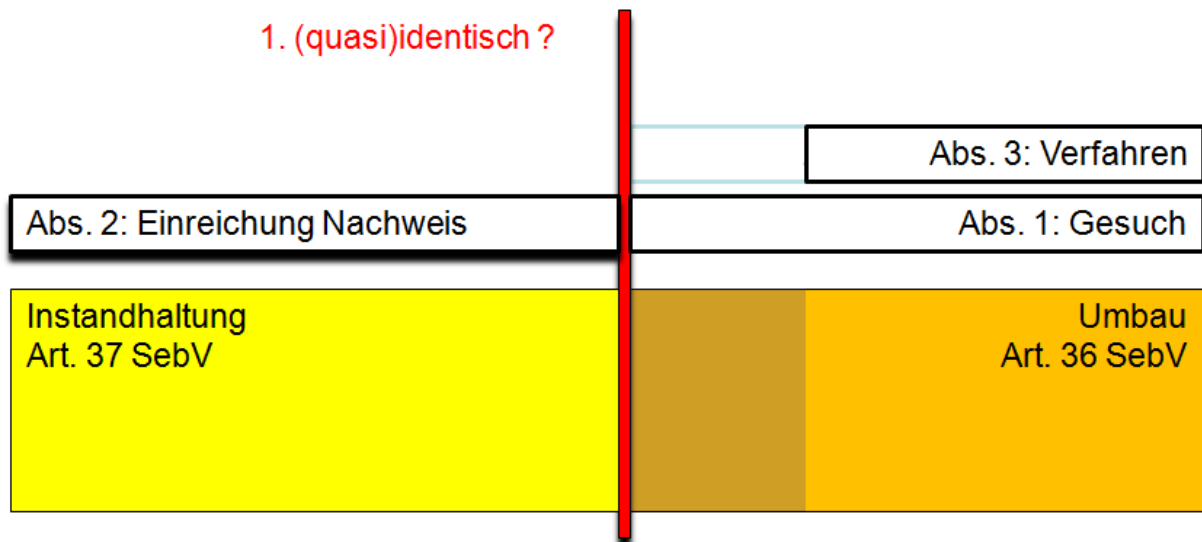 1. (quasi)identisch ?
Abs. 3: Verfahren
Abs. 2: Einreichung Nachweis
Abs. 1: Gesuch
Instandhaltung
Art. 37 SebV
Umbau
Art. 36 SebV